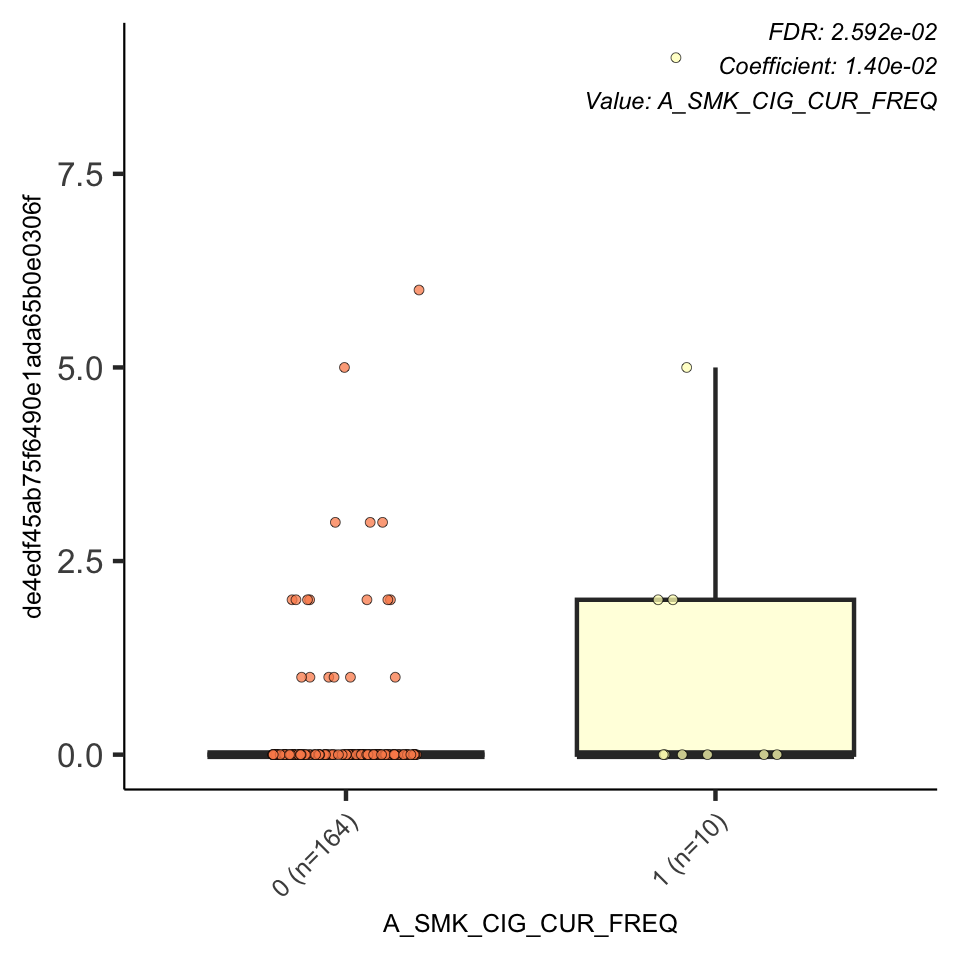 FDR: 2.592e-02
Coefficient: 1.40e-02
Value: A_SMK_CIG_CUR_FREQ
7.5
5.0
2.5
0.0
de4edf45ab75f6490e1ada65b0e0306f
0 (n=164)
1 (n=10)
A_SMK_CIG_CUR_FREQ